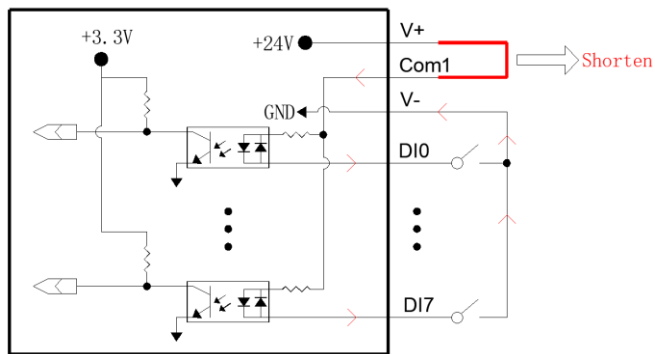 +3.3V
+24V
V+
Com1
Shorten
GND
V-
DI0
DI7